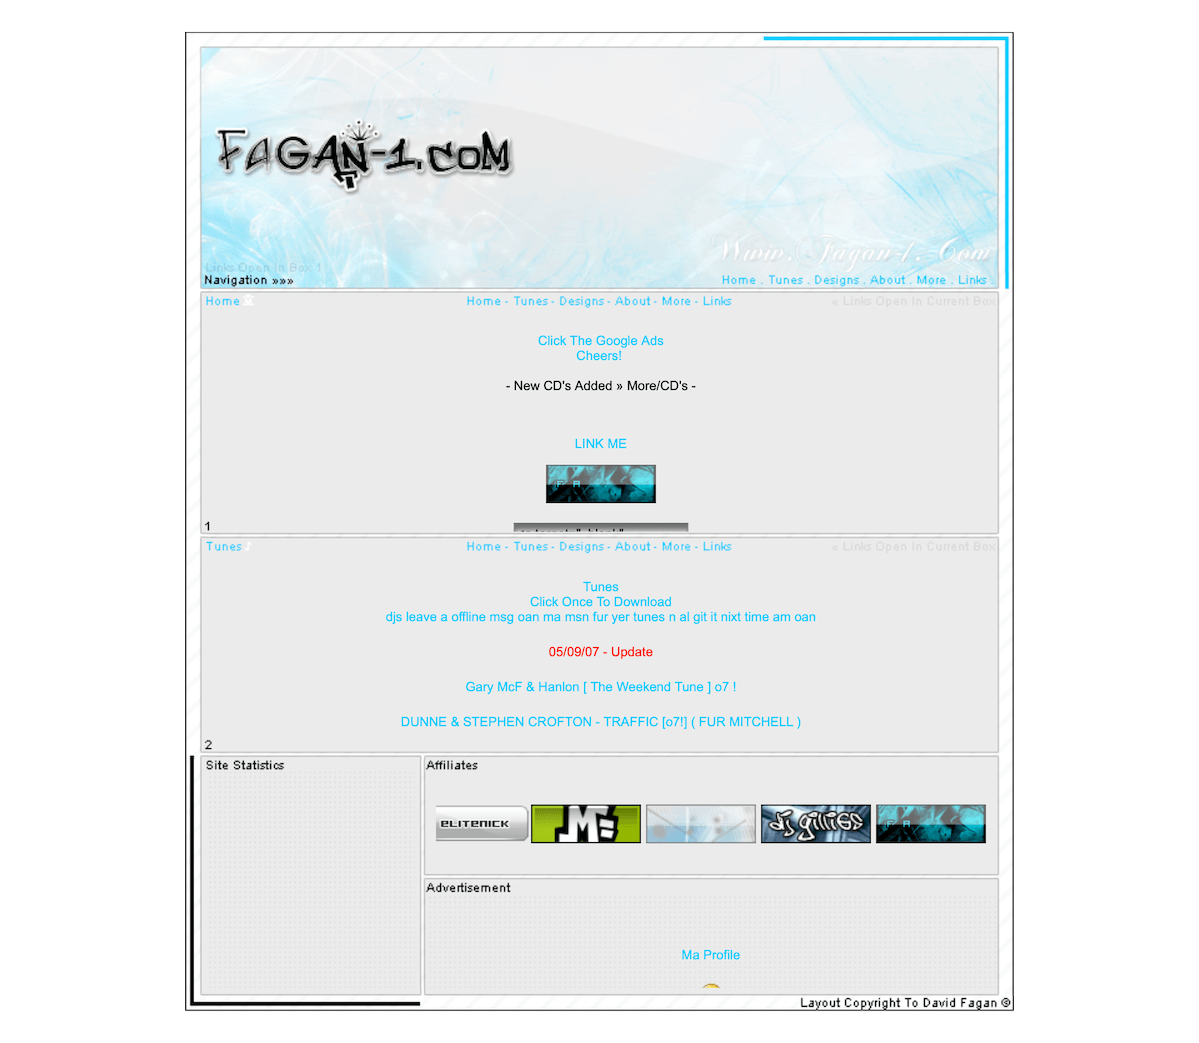 FAGAN-1.COM
Www.Fagan-1.Com
Links Open In Box 1
Navigation »»»
Home . Tunes . Designs . About . More . Links .
Home
Home - Tunes - Designs - About - More - Links
« Links Open In Current Box
Click The Google Ads
Cheers!
- New CD's Added » More/CD's -
LINK ME
1
Tunes
Home - Tunes - Designs - About - More - Links
« Links Open In Current Box
Tunes
Click Once To Download
djs leave a offline msg oan ma msn fur yer tunes n al git it nixt time am oan
05/09/07 - Update
Gary McF & Hanlon [ The Weekend Tune ] o7 !
DUNNE & STEPHEN CROFTON - TRAFFIC [o7!] ( FUR MITCHELL )
2
Site Statistics
Affiliates
ELITENICK
dj gillies
Advertisement
Ma Profile
Layout Copyright To David Fagan ®